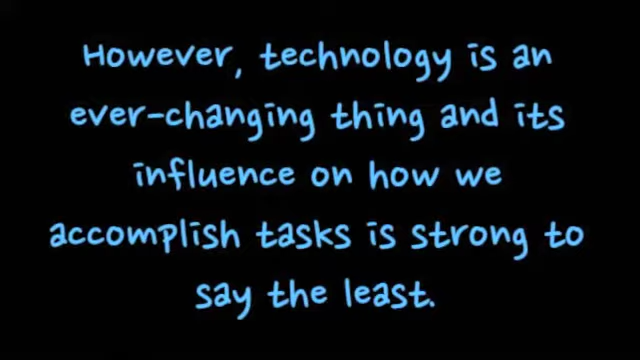 However, technology is an
ever-changing thing and its
influence on how we
accomplish tasks is strong to
say the least.